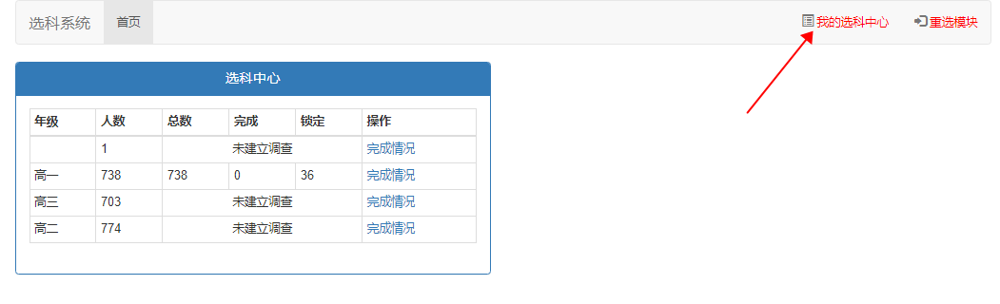 选科系统 首页 我的选科中心 重选模块
选科中心
年级 人数 总数 完成 锁定 操作
1 未建立调查 完成情况
高一 738 738 0 36 完成情况
高三 703 未建立调查 完成情况
高二 774 未建立调查 完成情况